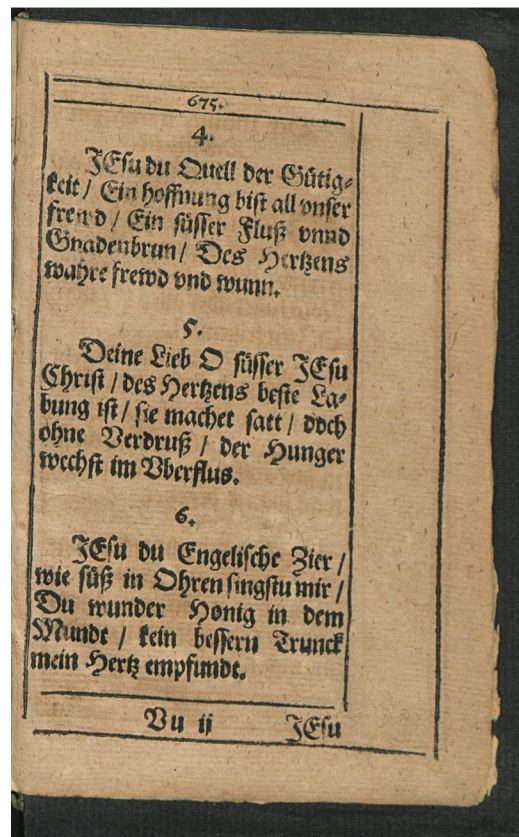 675.
4.
JEsu du Quell der Gütig-
keit / Ein hoffnung bist all vnser
frewd / Ein süsser Fluß vnnd
Gnadenbrun / Des Hertzens
wahre frewd vnd wunn.
5.
Deine Lieb O süsser JEsu
Christ / des Hertzens beste La-
bung ist / sie machet satt / doch
ohne Verdruß / der Hunger
wechst im Vberflus.
6.
JEsu du Engelische Zier /
wie süß in Ohren singstu mir /
Du wunder Honig in dem
Mundt / kein bessern Trunck
mein Hertz empfundt.
Vu ij JEsu